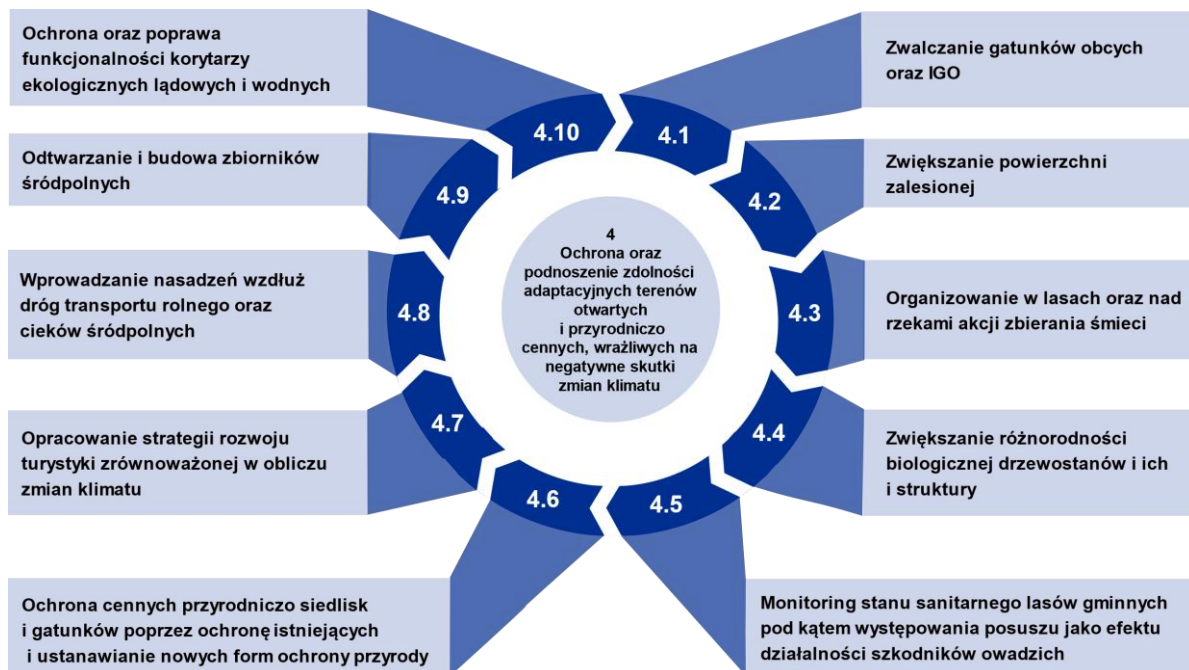 4
Ochrona oraz
podnoszenie zdolności
adaptacyjnych terenów
otwartych
i przyrodniczo
cennych, wrażliwych na
negatywne skutki
zmian klimatu
4.1
Zwalczanie gatunków obcych
oraz IGO
4.2
Zwiększanie powierzchni
zalesionej
4.3
Organizowanie w lasach oraz nad
rzekami akcji zbierania śmieci
4.4
Zwiększanie różnorodności
biologicznej drzewostanów i ich
i struktury
4.5
Monitoring stanu sanitarnego lasów gminnych
pod kątem występowania posuszu jako efektu
działalności szkodników owadzich
4.6
Ochrona cennych przyrodniczo siedlisk
i gatunków poprzez ochronę istniejących
i ustanawianie nowych form ochrony przyrody
4.7
Opracowanie strategii rozwoju
turystyki zrównoważonej w obliczu
zmian klimatu
4.8
Wprowadzanie nasadzeń wzdłuż
dróg transportu rolnego oraz
cieków śródpolnych
4.9
Odtwarzanie i budowa zbiorników
śródpolnych
4.10
Ochrona oraz poprawa
funkcjonalności korytarzy
ekologicznych lądowych i wodnych